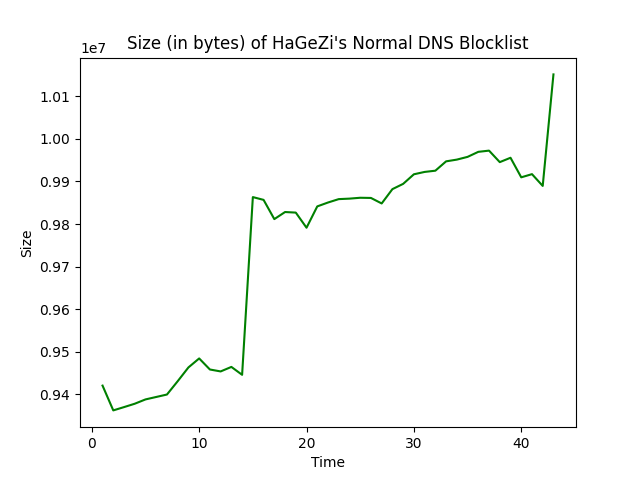 Size (in bytes) of HaGeZi's Normal DNS Blocklist
1e7
1.01
1.00
0.99
0.98
0.97
0.96
0.95
0.94
Size
0 10 20 30 40
Time